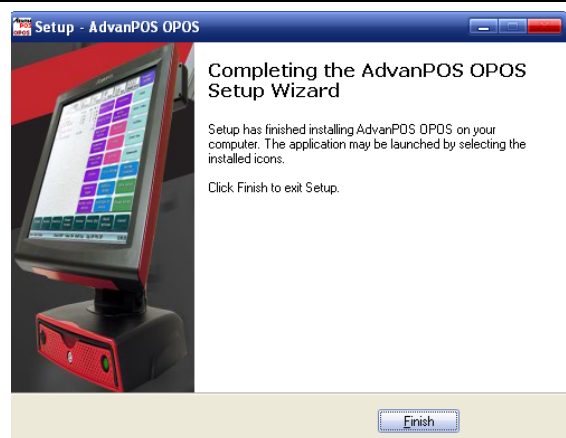 Setup - AdvanPOS OPOS
Completing the AdvanPOS OPOS
Setup Wizard
Setup has finished installing AdvanPOS OPOS on your
computer. The application may be launched by selecting the
installed icons.
Click Finish to exit Setup.
Finish